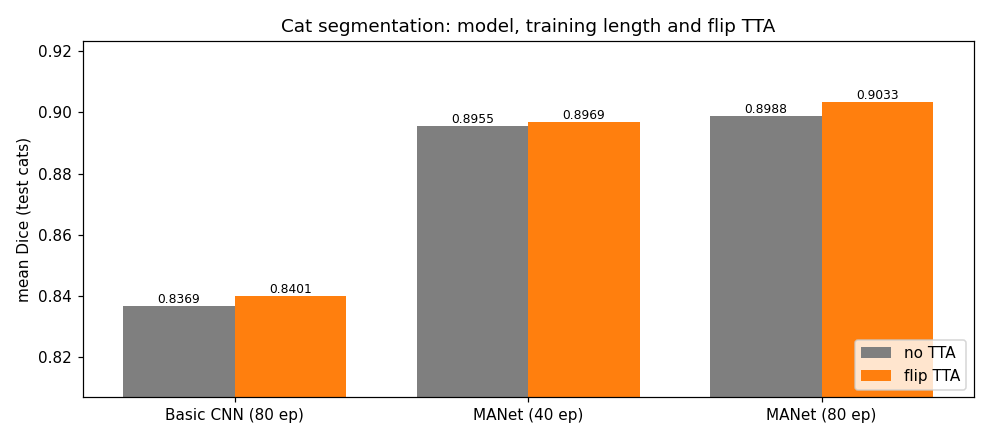 Cat segmentation: model, training length and flip TTA
mean Dice (test cats)
0.92
0.90
0.88
0.86
0.84
0.82
0.8369
0.8401
0.8955
0.8969
0.8988
0.9033
no TTA
flip TTA
Basic CNN (80 ep)
MANet (40 ep)
MANet (80 ep)